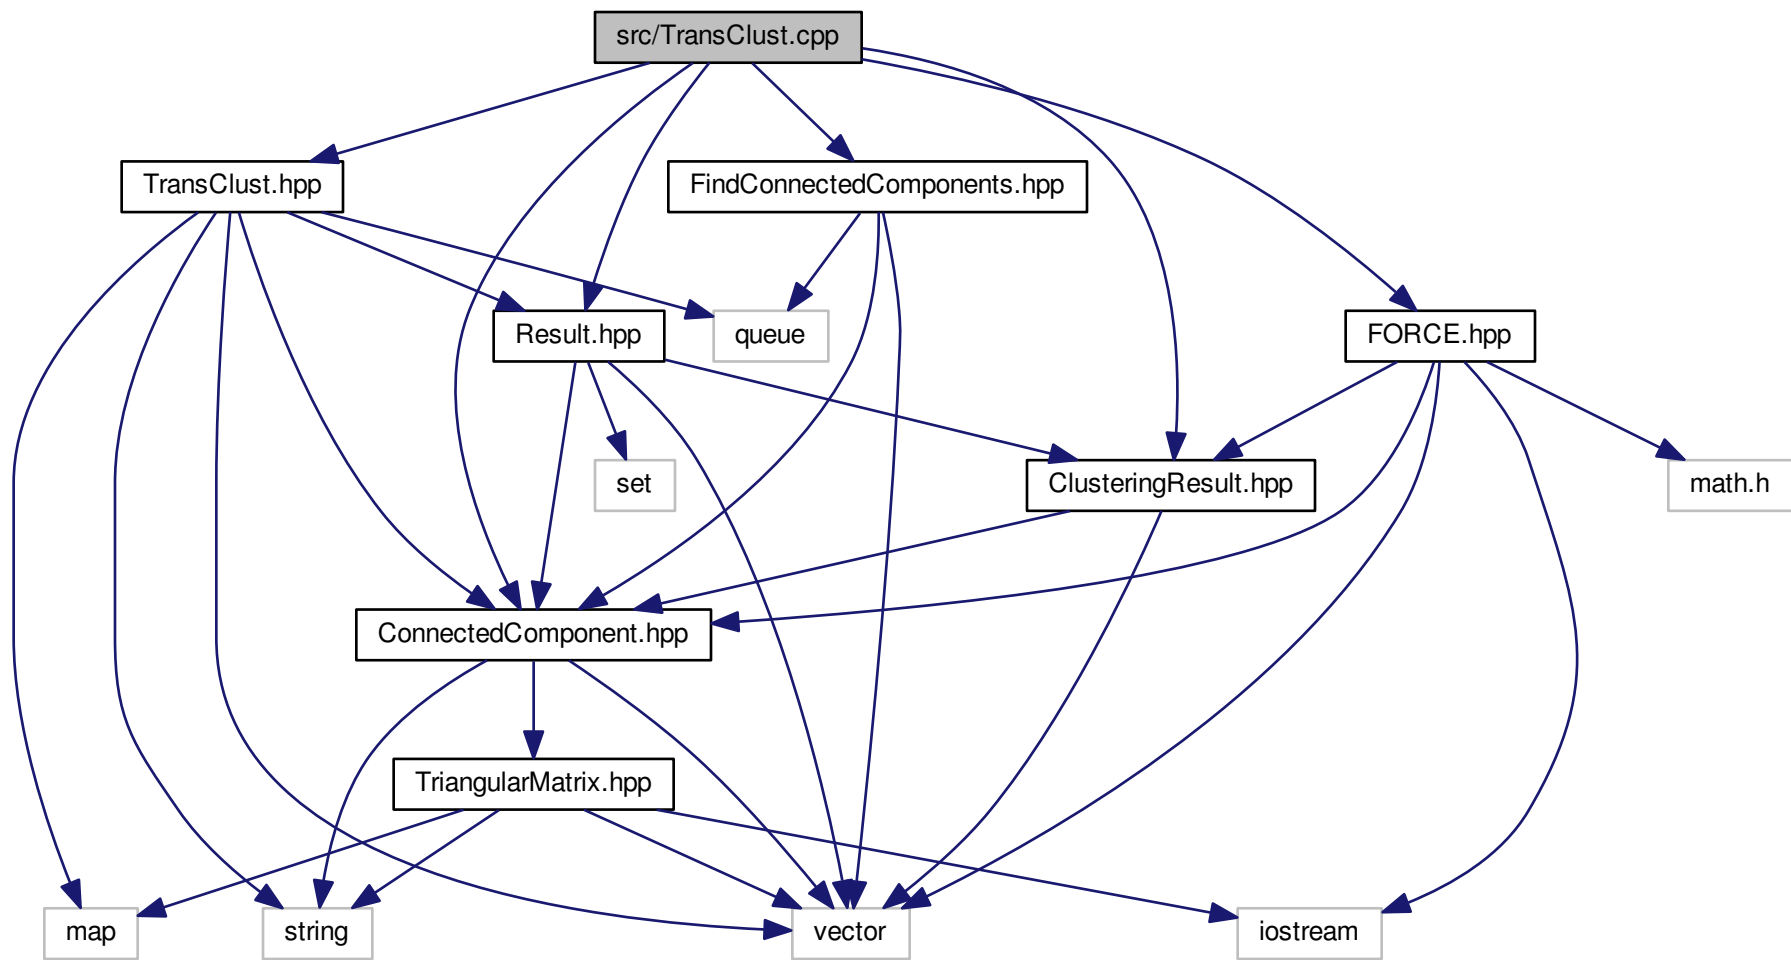 src/TransClust.cpp
TransClust.hpp
FindConnectedComponents.hpp
Result.hpp
queue
FORCE.hpp
set
ClusteringResult.hpp
math.h
ConnectedComponent.hpp
TriangularMatrix.hpp
map
string
vector
iostream